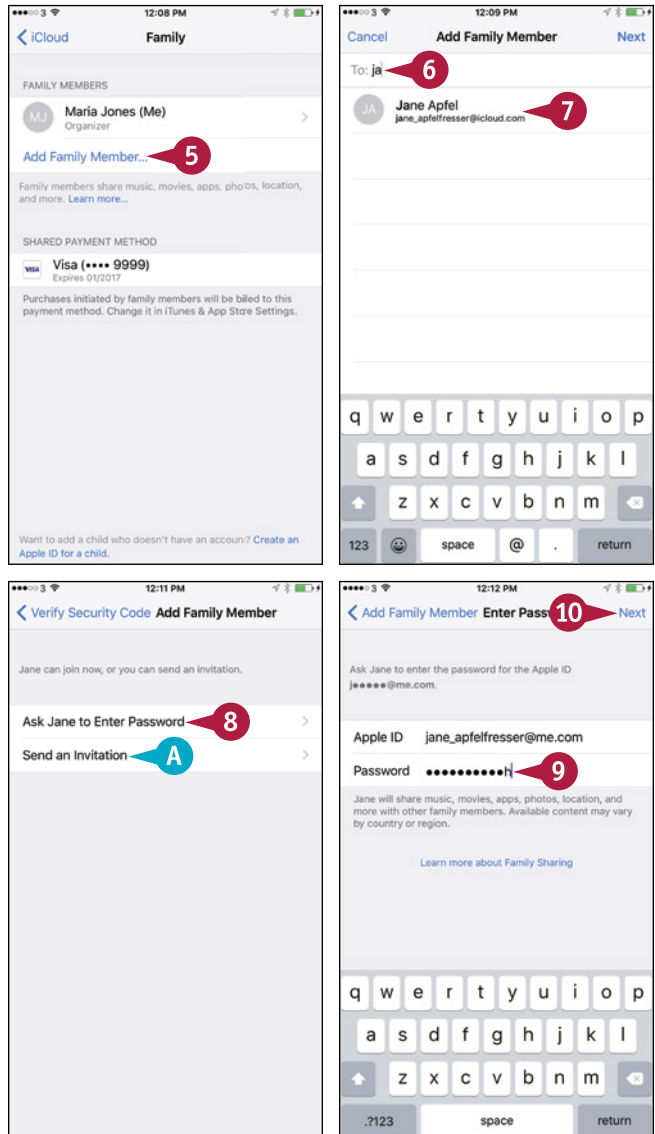 3 12:08 PM
iCloud Family
FAMILY MEMBERS
MJ Maria Jones (Me)
Organizer
Add Family Member... 5
Family members share music, movies, apps, photos, location,
and more. Learn more...
SHARED PAYMENT METHOD
VISA Visa (•••• 9999)
Expires 01/2017
Purchases initiated by family members will be billed to this
payment method. Change it in iTunes & App Store Settings.
Want to add a child who doesn't have an account? Create an
Apple ID for a child.
3 12:09 PM
Cancel Add Family Member Next
To: ja 6
JA Jane Apfel 7
jane_apfelfresser@icloud.com
q w e r t y u i o p
a s d f g h j k l
z x c v b n m
123 space @ . return
3 12:11 PM
Verify Security Code Add Family Member
Jane can join now, or you can send an invitation.
Ask Jane to Enter Password 8
Send an Invitation A
3 12:12 PM
Add Family Member Enter Pass 10 Next
Ask Jane to enter the password for the Apple ID
j●●●●●@me.com.
Apple ID jane_apfelfresser@me.com
Password ●●●●●●●●●●h 9
Jane will share music, movies, apps, photos, location, and
more with other family members. Available content may vary
by country or region.
Learn more about Family Sharing
q w e r t y u i o p
a s d f g h j k l
z x c v b n m
.?123 space return